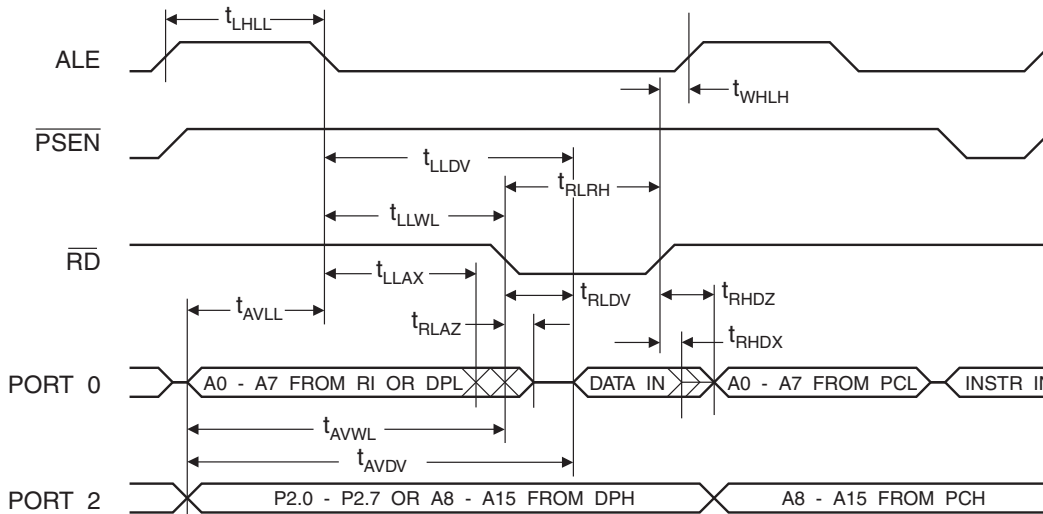 tLHLL
ALE
tWHLH
PSEN
tLLDV
tRLRH
tLLWL
RD
tLLAX
tRLDV
tRHDZ
tAVLL
tRLAZ
tRHDX
PORT 0
A0 - A7 FROM RI OR DPL
DATA IN
A0 - A7 FROM PCL
INSTR IN
tAVWL
tAVDV
PORT 2
P2.0 - P2.7 OR A8 - A15 FROM DPH
A8 - A15 FROM PCH